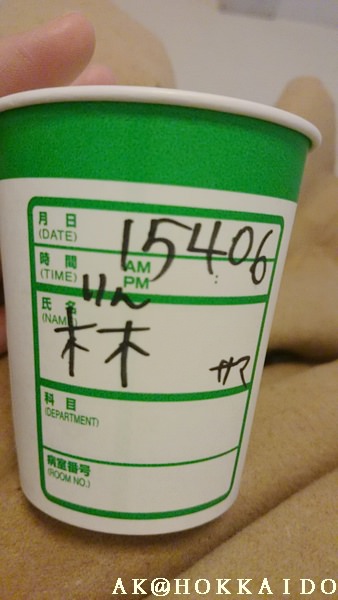 月 日
(DATE)
15406
時 間
(TIME)
AM
PM
氏 名
(NAME)
りん
林
サマ
科 目
(DEPARTMENT)
病室番号
(ROOM NO.)
AK@HOKKAIDO